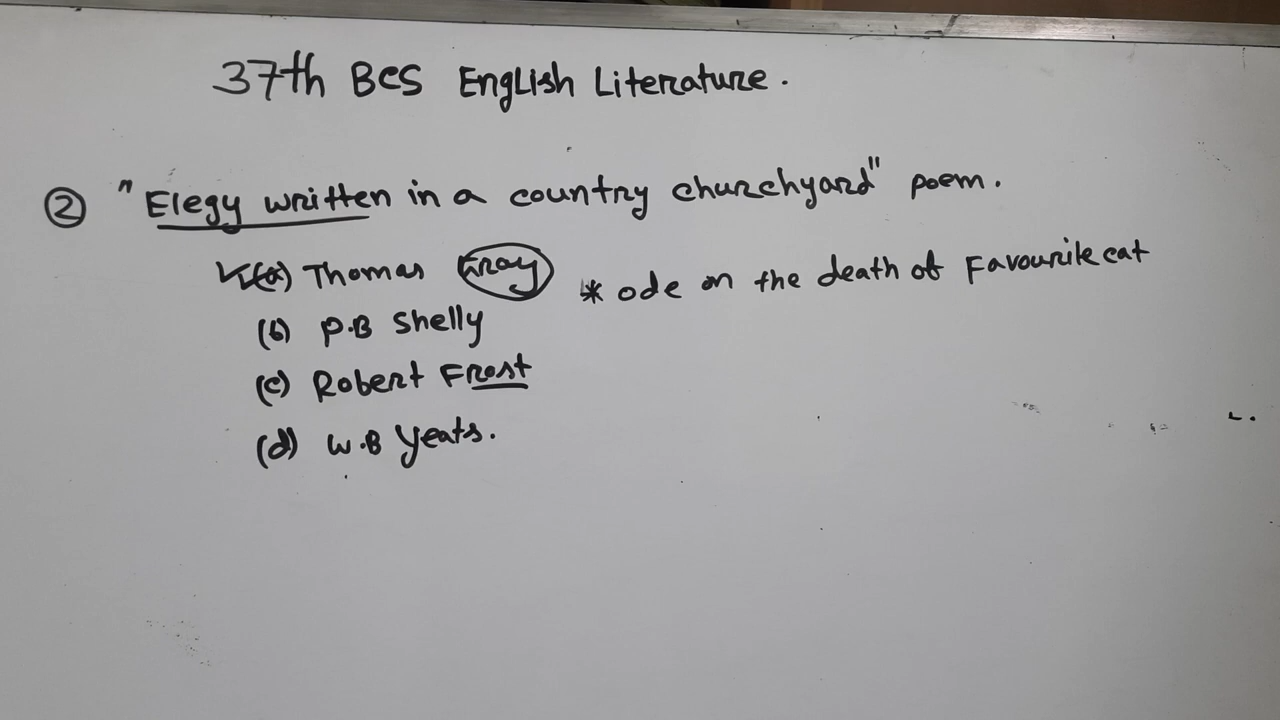 37th BCS English Literature.
② "Elegy written in a country churchyard" poem.
(a) Thomas Gray * ode on the death of Favourite cat
(b) P.B Shelly
(c) Robert Frost
(d) W.B Yeats.